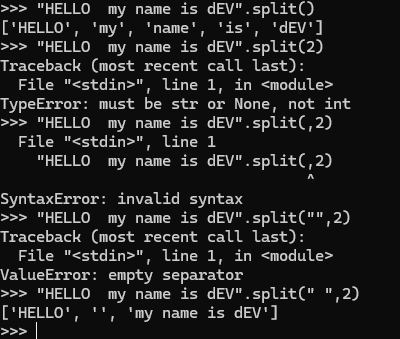 >>> "HELLO  my name is dEV".split()
['HELLO', 'my', 'name', 'is', 'dEV']
>>> "HELLO  my name is dEV".split(2)
Traceback (most recent call last):
  File "<stdin>", line 1, in <module>
TypeError: must be str or None, not int
>>> "HELLO  my name is dEV".split(,2)
  File "<stdin>", line 1
    "HELLO  my name is dEV".split(,2)
                                  ^
SyntaxError: invalid syntax
>>> "HELLO  my name is dEV".split("",2)
Traceback (most recent call last):
  File "<stdin>", line 1, in <module>
ValueError: empty separator
>>> "HELLO  my name is dEV".split(" ",2)
['HELLO', '', 'my name is dEV']
>>>